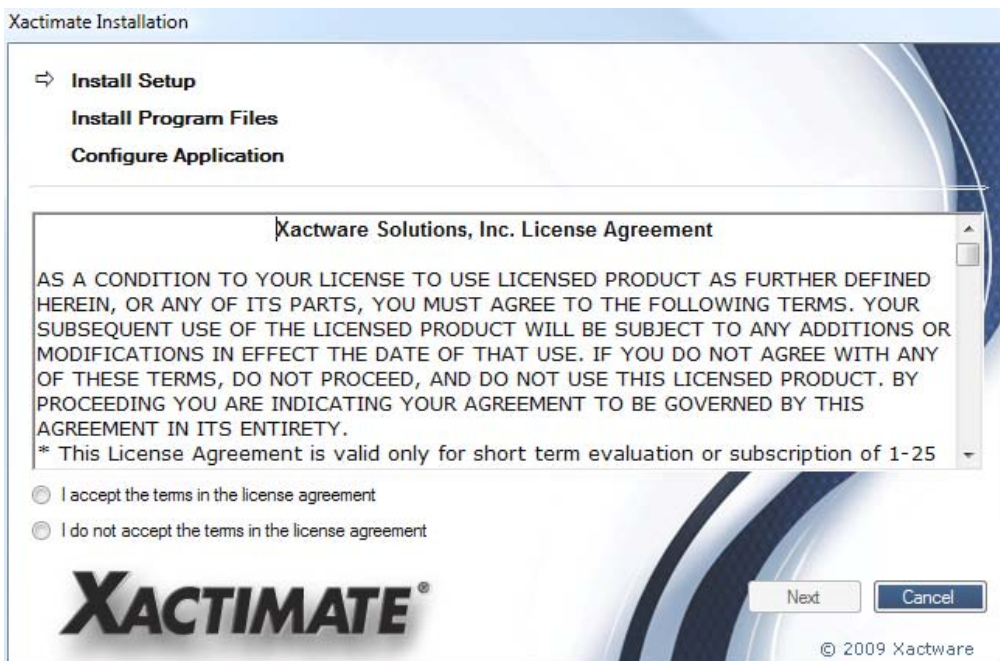 Xactimate Installation
Install Setup
Install Program Files
Configure Application
Xactware Solutions, Inc. License Agreement
AS A CONDITION TO YOUR LICENSE TO USE LICENSED PRODUCT AS FURTHER DEFINED
HEREIN, OR ANY OF ITS PARTS, YOU MUST AGREE TO THE FOLLOWING TERMS. YOUR
SUBSEQUENT USE OF THE LICENSED PRODUCT WILL BE SUBJECT TO ANY ADDITIONS OR
MODIFICATIONS IN EFFECT THE DATE OF THAT USE. IF YOU DO NOT AGREE WITH ANY
OF THESE TERMS, DO NOT PROCEED, AND DO NOT USE THIS LICENSED PRODUCT. BY
PROCEEDING YOU ARE INDICATING YOUR AGREEMENT TO BE GOVERNED BY THIS
AGREEMENT IN ITS ENTIRETY.
* This License Agreement is valid only for short term evaluation or subscription of 1-25
I accept the terms in the license agreement
I do not accept the terms in the license agreement
XACTIMATE®
Next
Cancel
© 2009 Xactware